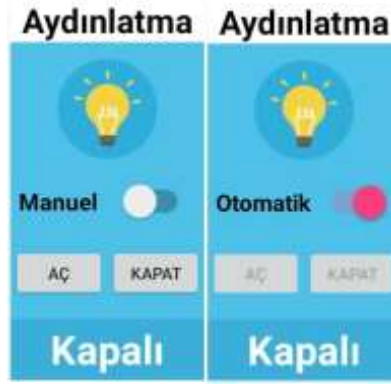 Aydınlatma
Manuel
AÇ KAPAT
Kapalı
Aydınlatma
Otomatik
AÇ KAPAT
Kapalı